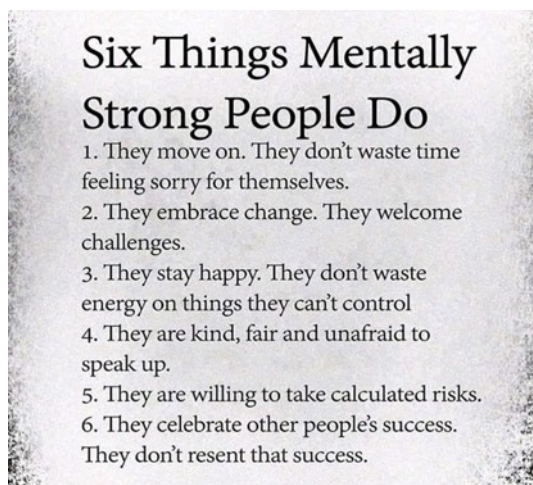 Six Things Mentally
Strong People Do
1. They move on. They don't waste time
feeling sorry for themselves.
2. They embrace change. They welcome
challenges.
3. They stay happy. They don't waste
energy on things they can't control
4. They are kind, fair and unafraid to
speak up.
5. They are willing to take calculated risks.
6. They celebrate other people's success.
They don't resent that success.